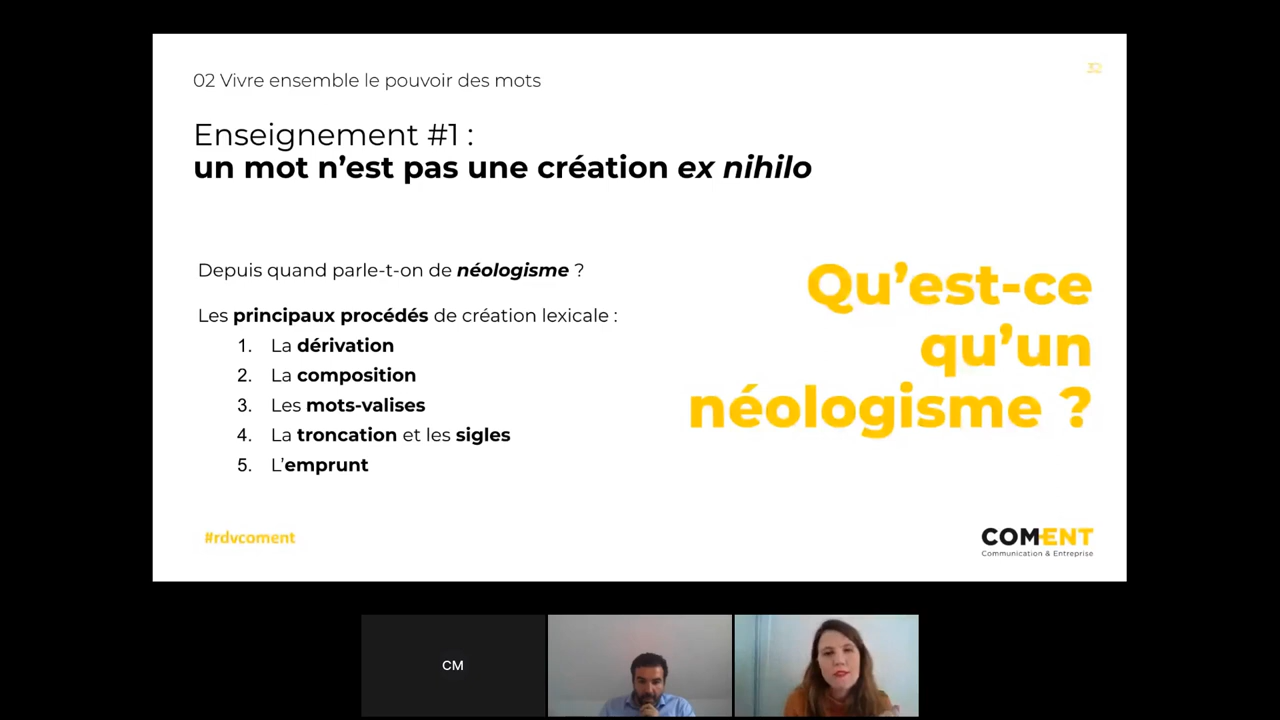 02 Vivre ensemble le pouvoir des mots
Enseignement #1 :
un mot n'est pas une création ex nihilo
Depuis quand parle-t-on de néologisme ?
Les principaux procédés de création lexicale :
1. La dérivation
2. La composition
3. Les mots-valises
4. La troncation et les sigles
5. L'emprunt
Qu'est-ce
qu'un
néologisme ?
#rdvcoment
COMENT
Communication & Entreprise
CM